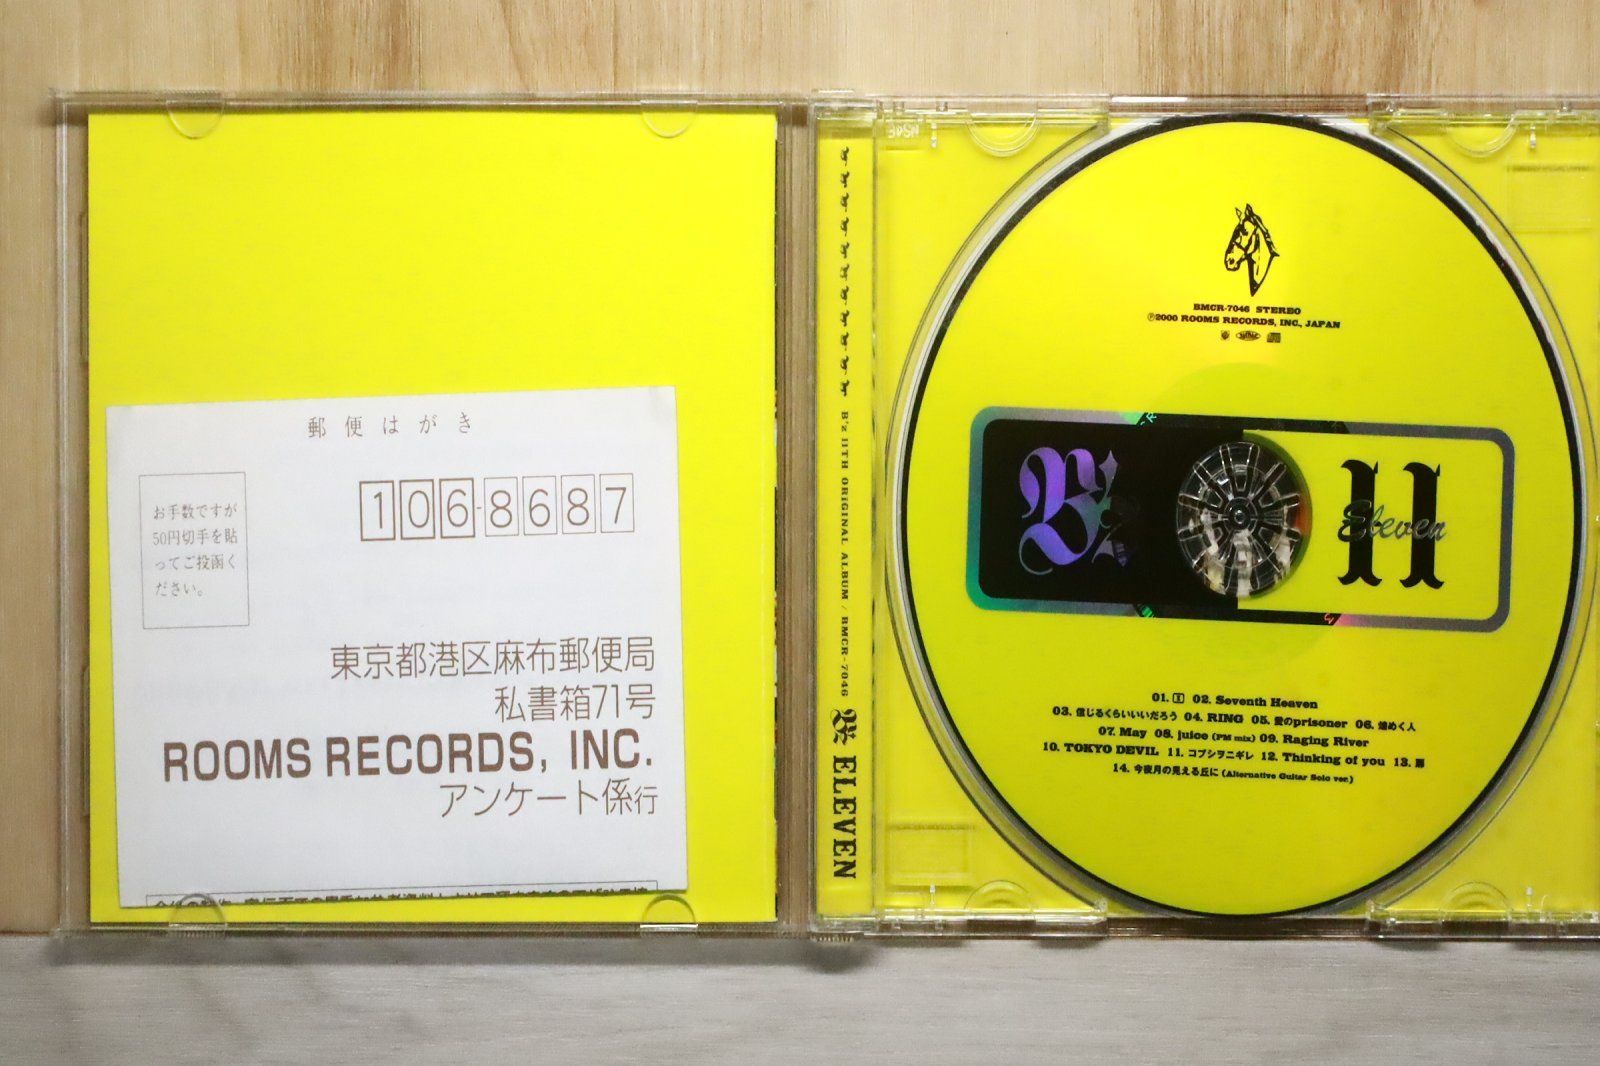 郵便はがき
お手数ですが
50円切手を貼
ってご投函く
ださい。
106-8687
東京都港区麻布郵便局
私書箱71号
ROOMS RECORDS, INC.
アンケート係行
B'z 11TH ORiGiNAL ALBUM / BMCR-7046
B'z ELEVEN
BMCR-7046 STEREO
Ⓟ2000 ROOMS RECORDS, INC., JAPAN
B'z
11
Eleven
01. 02. Seventh Heaven
03. 信じるくらいいいだろう 04. RING 05. 愛のprisoner 06. 煌めく人
07. May 08. juice (PM mix) 09. Raging River
10. TOKYO DEVIL 11. コブシヲニギレ 12. Thinking of you 13. 扉
14. 今夜月の見える丘に (Alternative Guitar Solo ver.)